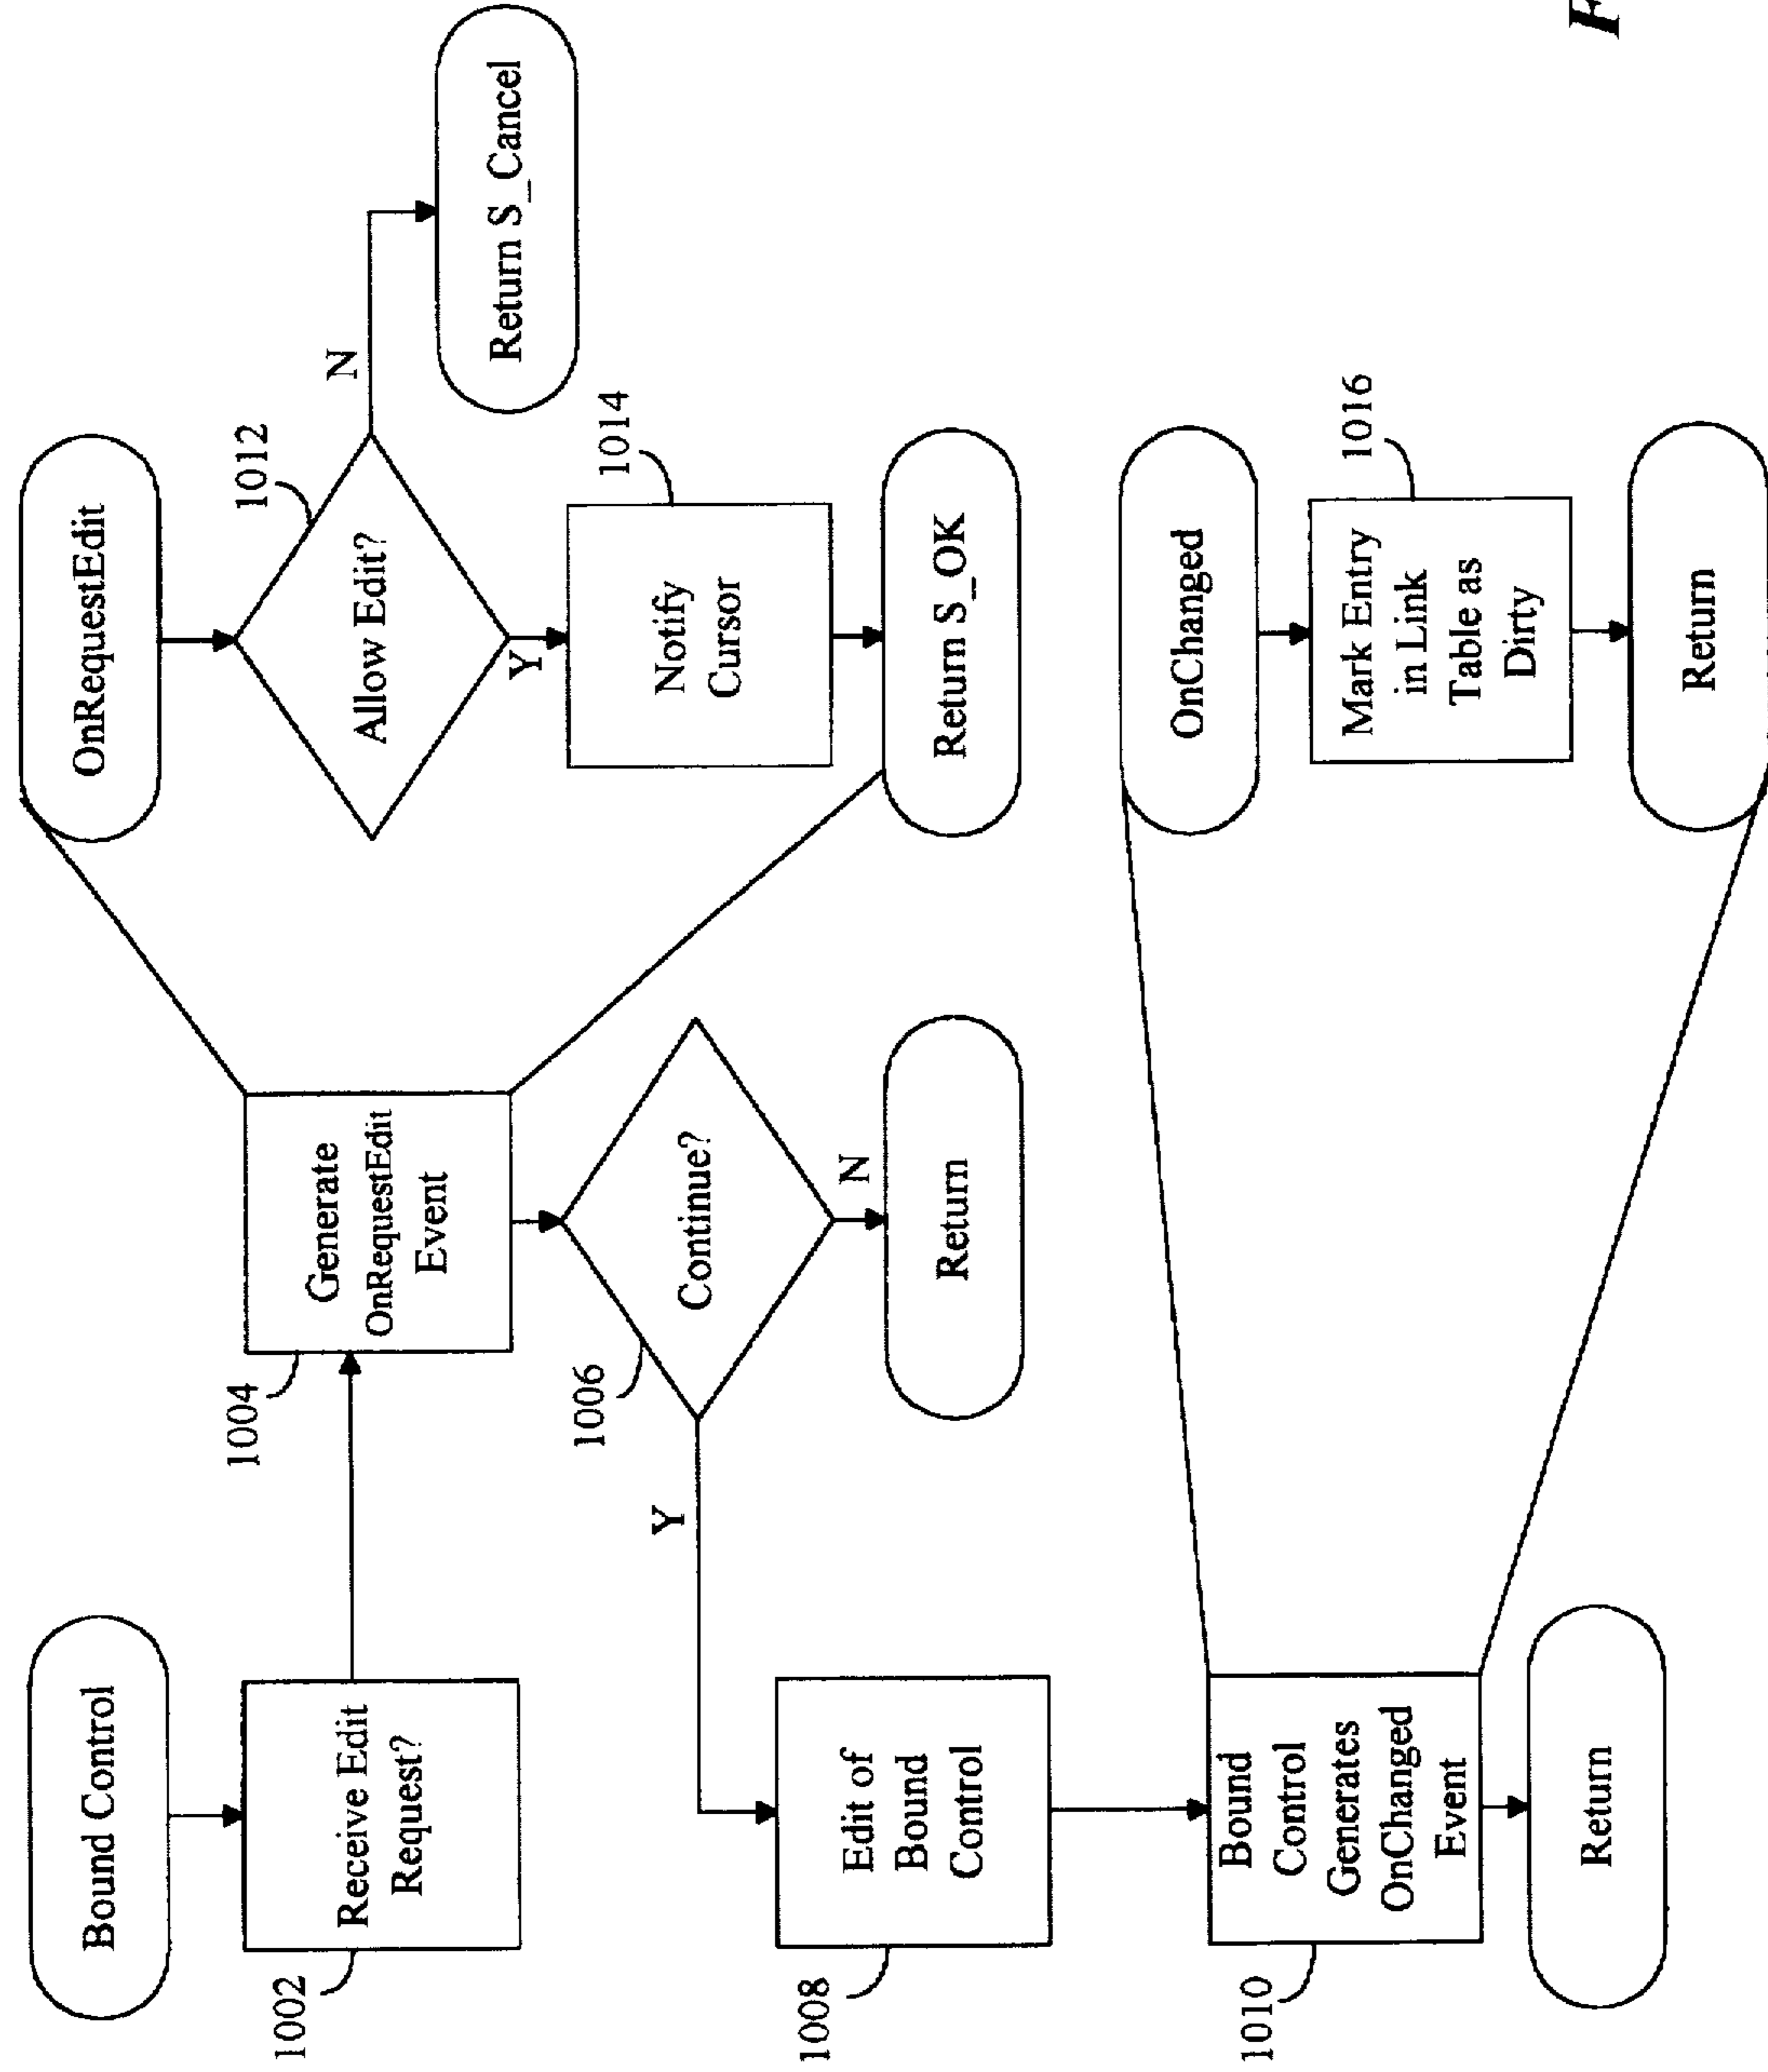 Bound Control
1002
Receive Edit
Request?
1004
Generate
OnRequestEdit
Event
1006
Continue?
Y
N
Return
1008
Edit of
Bound
Control
1010
Bound
Control
Generates
OnChanged
Event
Return
OnRequestEdit
1012
Allow Edit?
N
Return S_Cancel
Y
1014
Notify
Cursor
Return S_OK
OnChanged
1016
Mark Entry
in Link
Table as
Dirty
Return
F